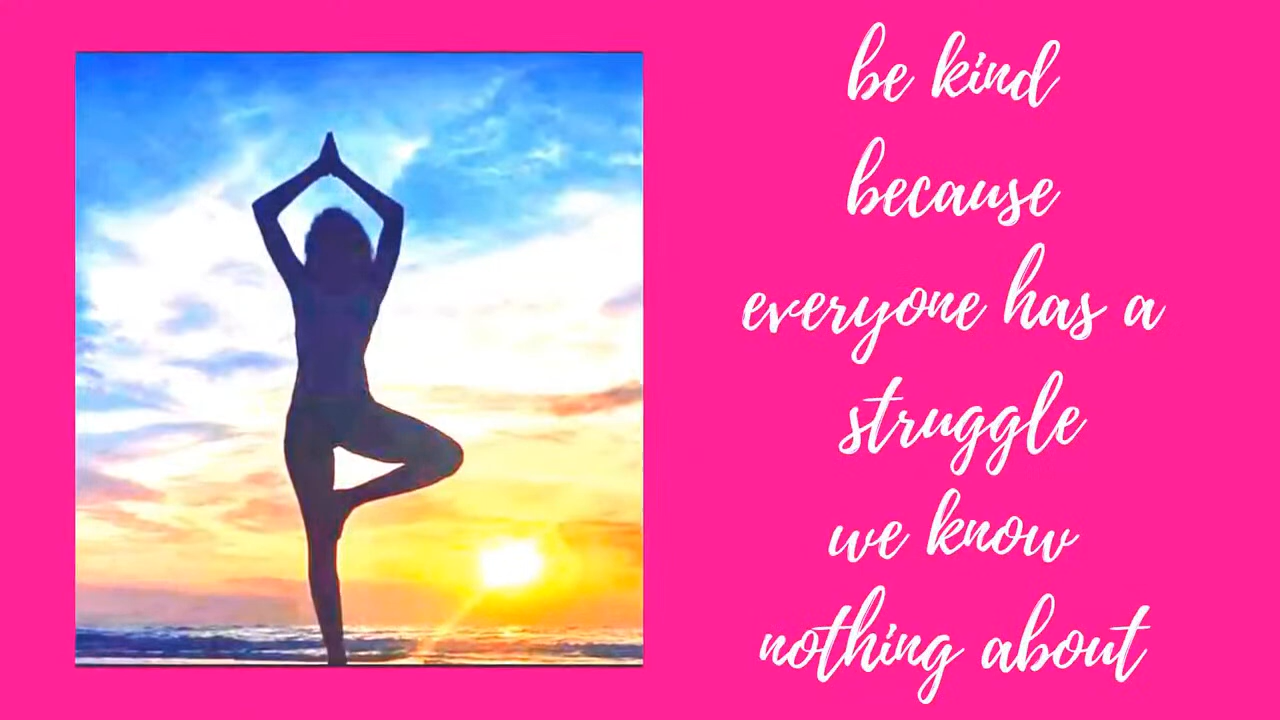 be kind
because
everyone has a
struggle
we know
nothing about